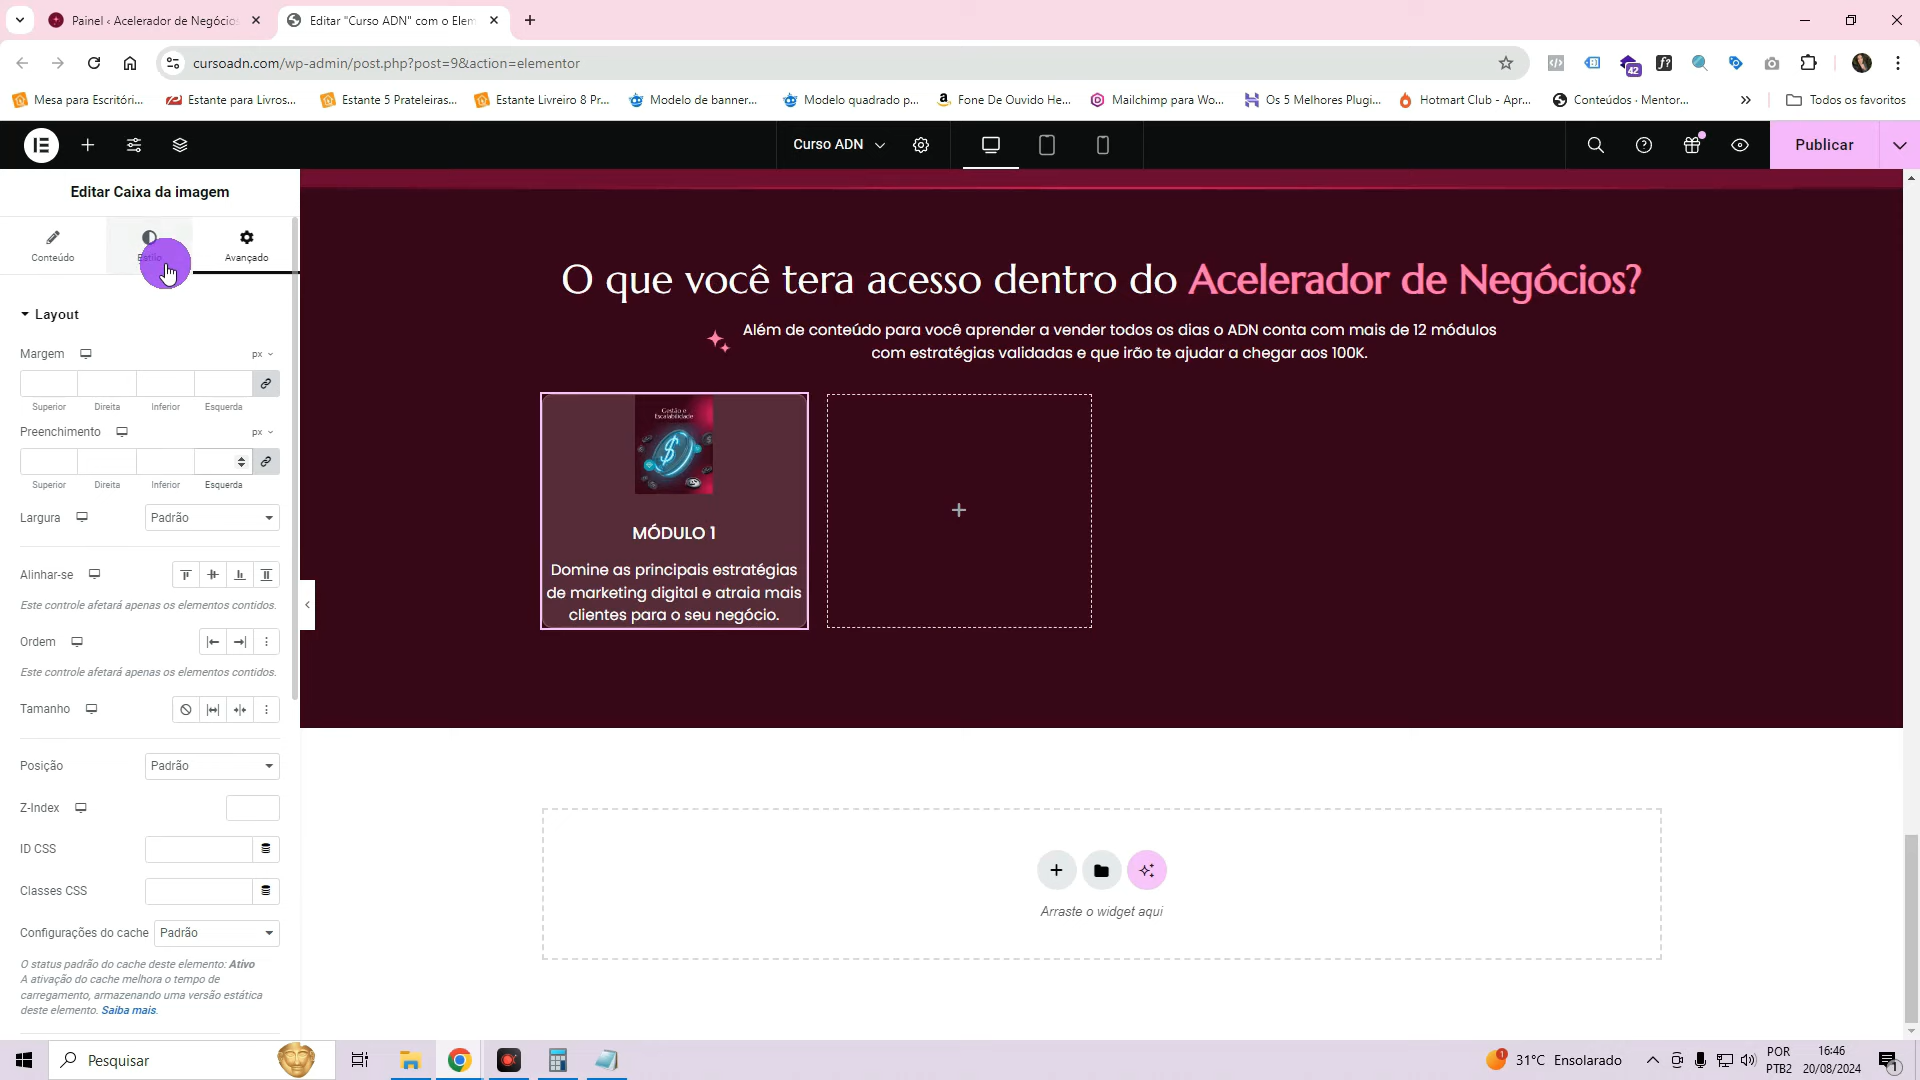 Painel ‹ Acelerador de Negócios
Editar "Curso ADN" com o Elem
cursoadn.com/wp-admin/post.php?post=9&action=elementor
42
f?
Mesa para Escritóri...
Estante para Livros...
Estante 5 Prateleiras...
Estante Livreiro 8 Pr...
Modelo de banner...
Modelo quadrado p...
Fone De Ouvido He...
Mailchimp para Wo...
Os 5 Melhores Plugi...
Hotmart Club - Apr...
Conteúdos · Mentor...
»
Todos os favoritos
Curso ADN
Publicar
Editar Caixa da imagem
Conteúdo
Estilo
Avançado
Layout
Margem
px
Superior
Direita
Inferior
Esquerda
Preenchimento
px
Superior
Direita
Inferior
Esquerda
Largura
Padrão
Alinhar-se
Este controle afetará apenas os elementos contidos.
Ordem
Este controle afetará apenas os elementos contidos.
Tamanho
Posição
Padrão
Z-Index
ID CSS
Classes CSS
Configurações do cache
Padrão
O status padrão do cache deste elemento: Ativo
A ativação do cache melhora o tempo de
carregamento, armazenando uma versão estática
deste elemento. Saiba mais.
O que você tera acesso dentro do Acelerador de Negócios?
Além de conteúdo para você aprender a vender todos os dias o ADN conta com mais de 12 módulos
com estratégias validadas e que irão te ajudar a chegar aos 100K.
Gestão e
Escalabilidade
MÓDULO 1
Domine as principais estratégias
de marketing digital e atraia mais
clientes para o seu negócio.
Arraste o widget aqui
Pesquisar
1
31°C Ensolarado
POR
PTB2
16:46
20/08/2024
1